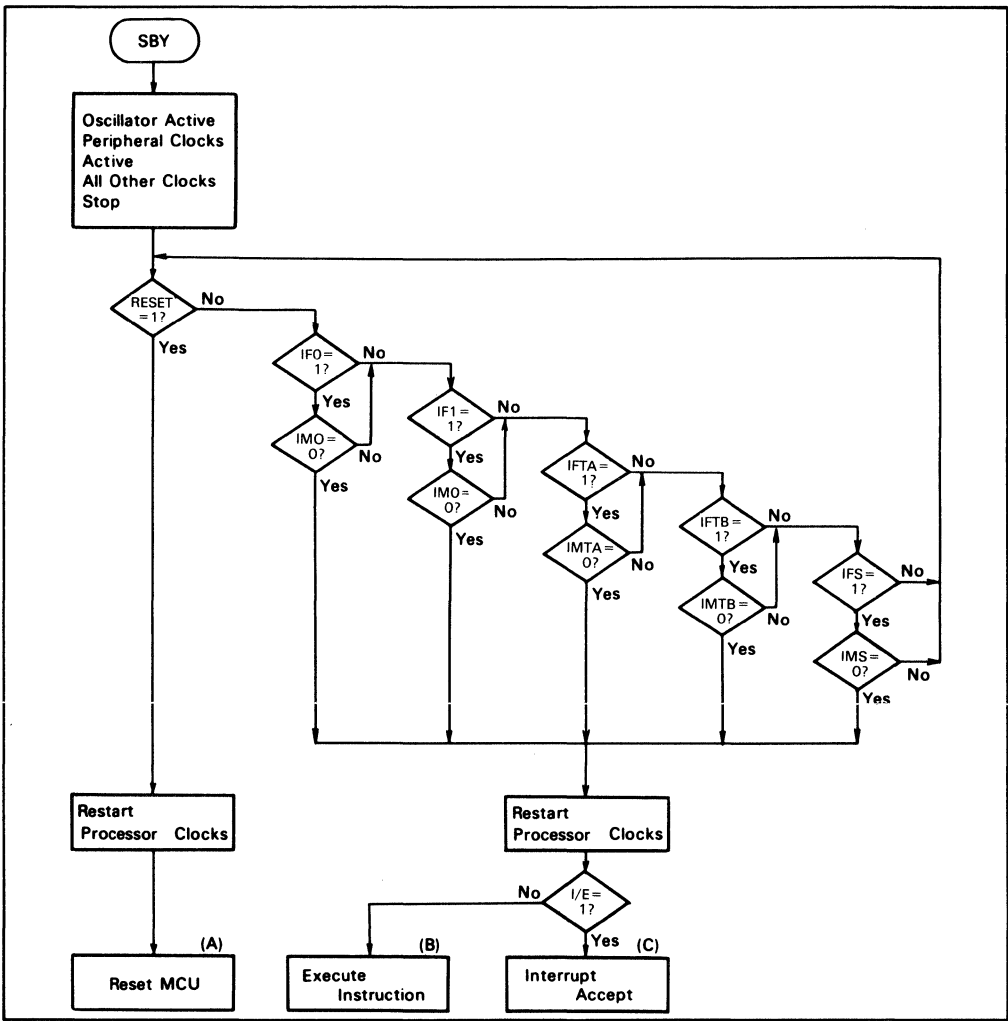 SBY
Oscillator Active
Peripheral Clocks
Active
All Other Clocks
Stop
RESET
=1?
No
Yes
IF0=
1?
No
Yes
IM0=
0?
No
Yes
IF1=
1?
No
Yes
IM0=
0?
No
Yes
IFTA=
1?
No
Yes
IMTA=
0?
No
Yes
IFTB=
1?
No
Yes
IMTB=
0?
No
Yes
IFS=
1?
No
Yes
IMS=
0?
No
Yes
Restart
Processor Clocks
Restart
Processor Clocks
I/E=
1?
No
Yes
(A)
Reset MCU
(B)
Execute
Instruction
(C)
Interrupt
Accept